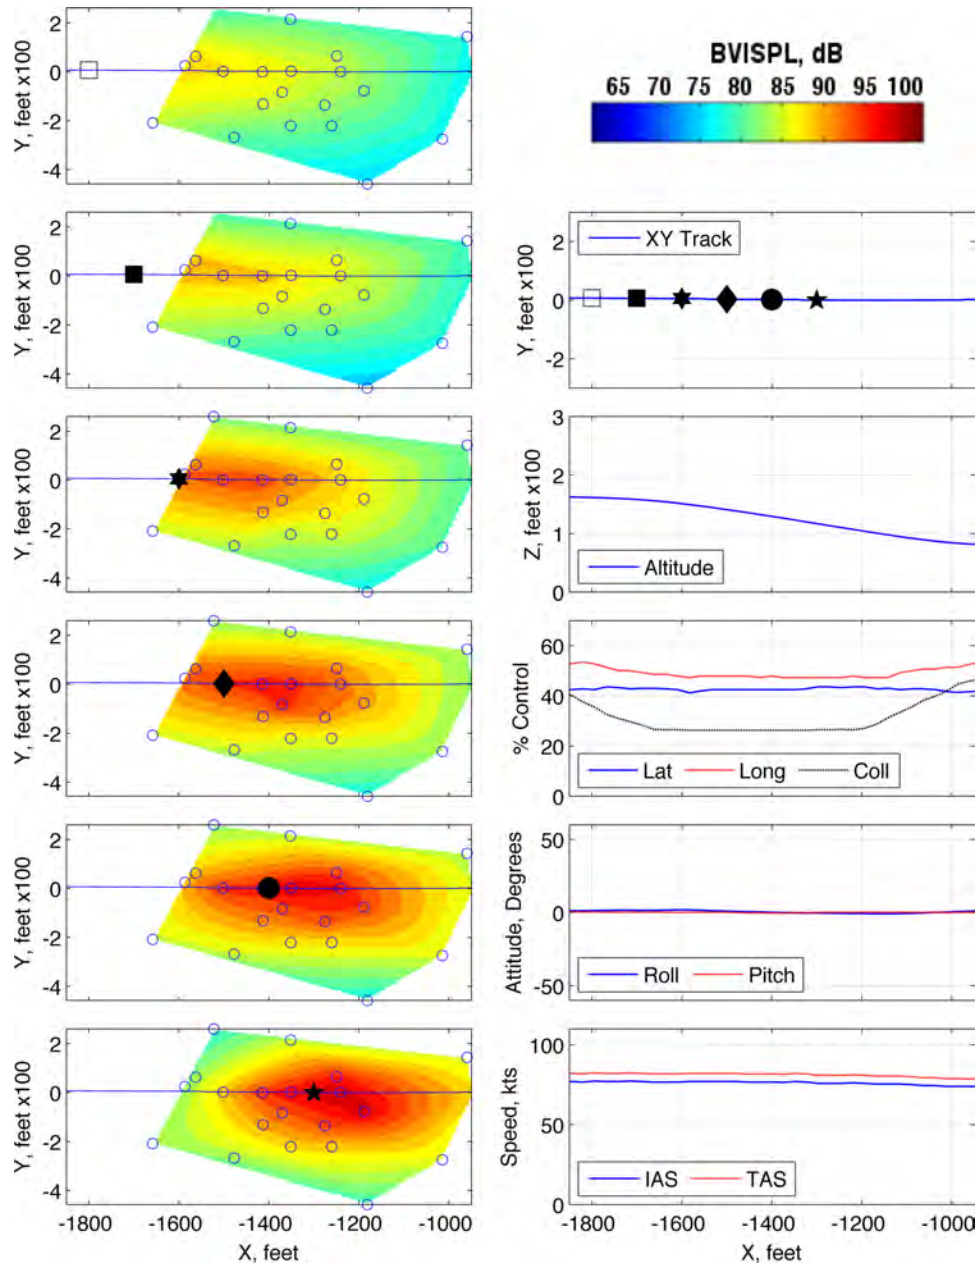 2
0
-2
-4
Y, feet x100
BVISPL, dB
65 70 75 80 85 90 95 100
2
0
-2
-4
Y, feet x100
2
0
-2
Y, feet x100
XY Track
2
0
-2
-4
Y, feet x100
3
2
1
0
Z, feet x100
Altitude
2
0
-2
-4
Y, feet x100
60
40
20
0
% Control
Lat Long Coll
2
0
-2
-4
Y, feet x100
50
0
-50
Attitude, Degrees
Roll Pitch
2
0
-2
-4
Y, feet x100
100
50
0
Speed, kts
IAS TAS
-1800 -1600 -1400 -1200 -1000
X, feet
-1800 -1600 -1400 -1200 -1000
X, feet